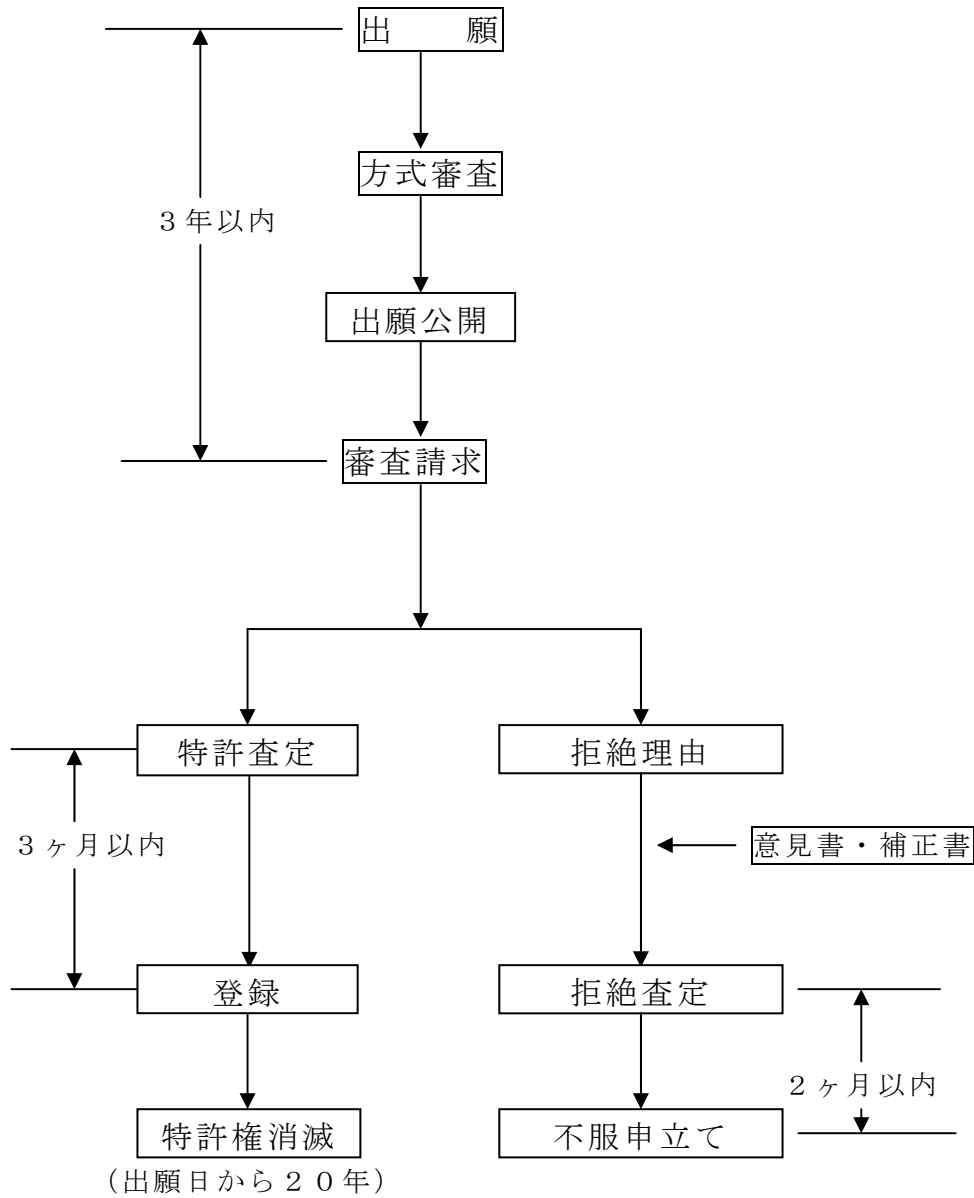 出　　願
方式審査
３年以内
出願公開
審査請求
特許査定
拒絶理由
３ヶ月以内
意見書・補正書
登録
拒絶査定
２ヶ月以内
特許権消滅
不服申立て
（出願日から２０年）